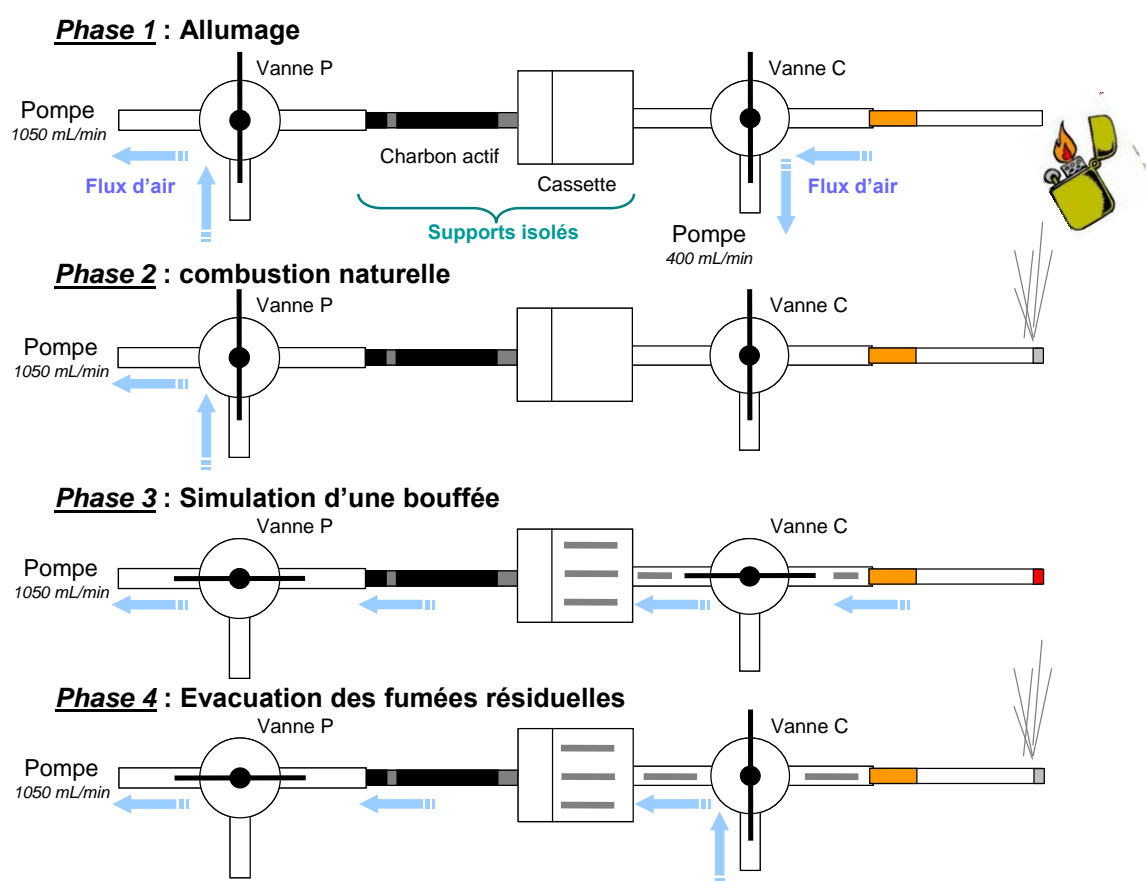 Phase 1 : Allumage
Vanne P
Vanne C
Pompe
1050 mL/min
Charbon actif
Cassette
Flux d'air
Flux d'air
Supports isolés
Pompe
400 mL/min
Phase 2 : combustion naturelle
Vanne P
Vanne C
Pompe
1050 mL/min
Phase 3 : Simulation d'une bouffée
Vanne P
Vanne C
Pompe
1050 mL/min
Phase 4 : Evacuation des fumées résiduelles
Vanne P
Vanne C
Pompe
1050 mL/min